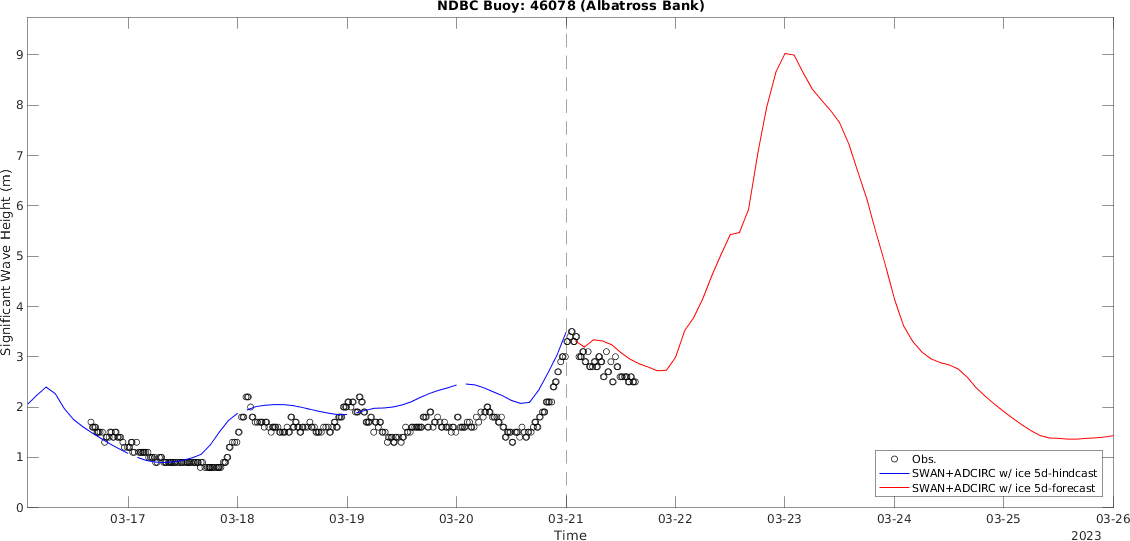 NDBC Buoy: 46078 (Albatross Bank)
Significant Wave Height (m)
9
8
7
6
5
4
3
2
1
0
03-17 03-18 03-19 03-20 03-21 03-22 03-23 03-24 03-25 03-26
Time
2023
Obs.
SWAN+ADCIRC w/ ice 5d-hindcast
SWAN+ADCIRC w/ ice 5d-forecast